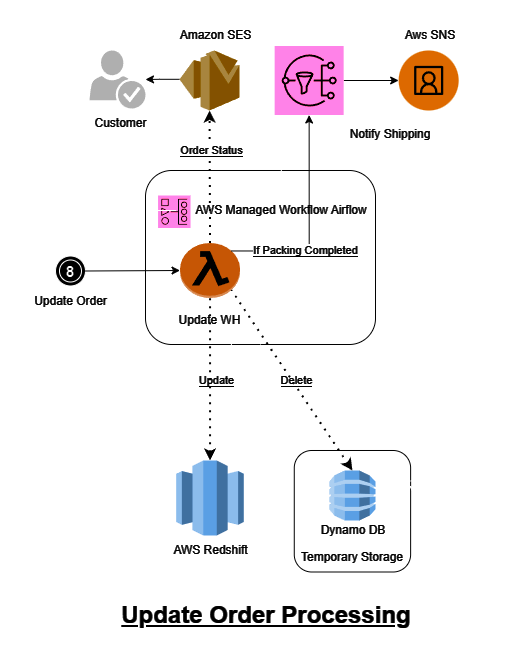 Amazon SES
Aws SNS
Customer
Notify Shipping
Order Status
AWS Managed Workflow Airflow
If Packing Completed
8
Update Order
Update WH
Update
Delete
Dynamo DB
AWS Redshift
Temporary Storage
Update Order Processing